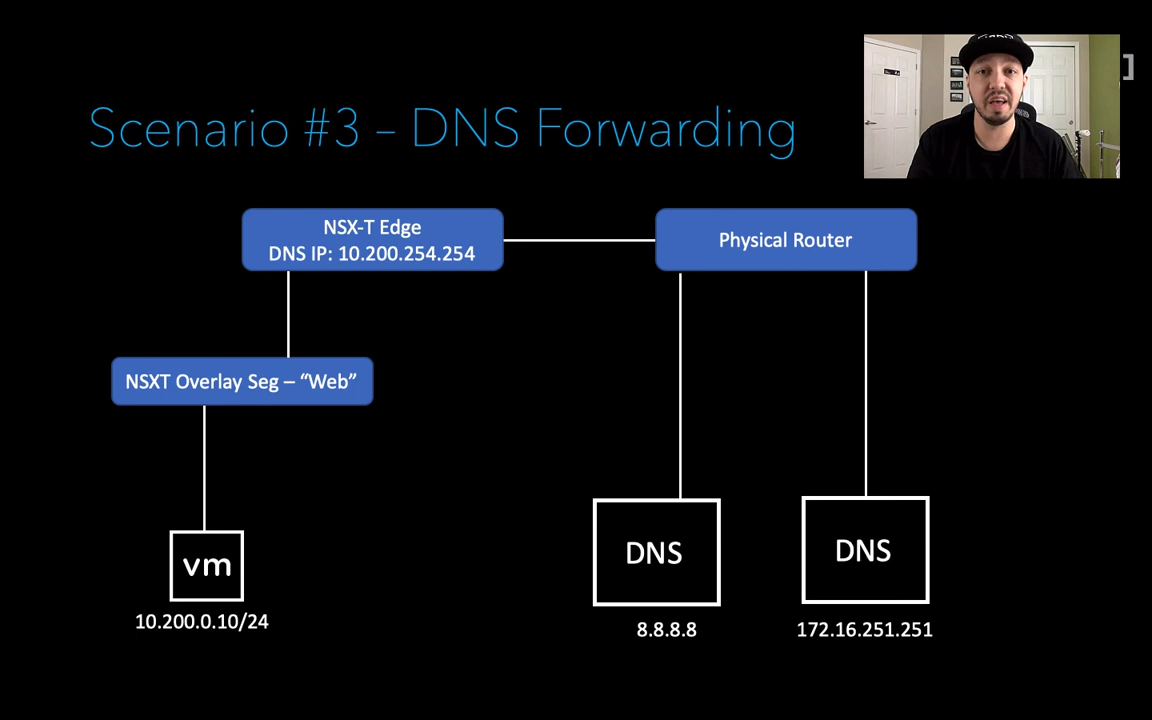 Scenario #3 – DNS Forwarding
NSX-T Edge
DNS IP: 10.200.254.254
Physical Router
NSXT Overlay Seg – “Web”
vm
10.200.0.10/24
DNS
8.8.8.8
DNS
172.16.251.251
]